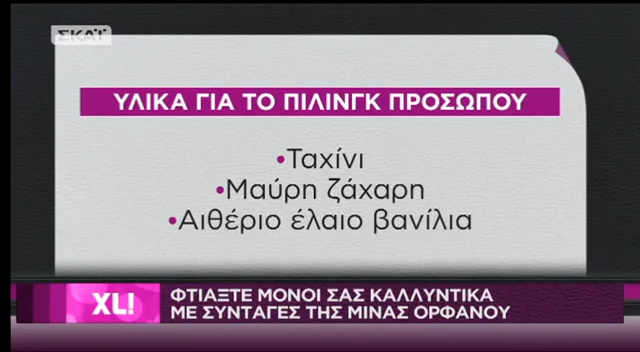 ΣΚΑΪ
ΥΛΙΚΑ ΓΙΑ ΤΟ ΠΙΛΙΝΓΚ ΠΡΟΣΩΠΟΥ
•Ταχίνι
•Μαύρη ζάχαρη
•Αιθέριο έλαιο βανίλια
XL!
ΦΤΙΑΞΤΕ ΜΟΝΟΙ ΣΑΣ ΚΑΛΛΥΝΤΙΚΑ
ΜΕ ΣΥΝΤΑΓΕΣ ΤΗΣ ΜΙΝΑΣ ΟΡΦΑΝΟΥ